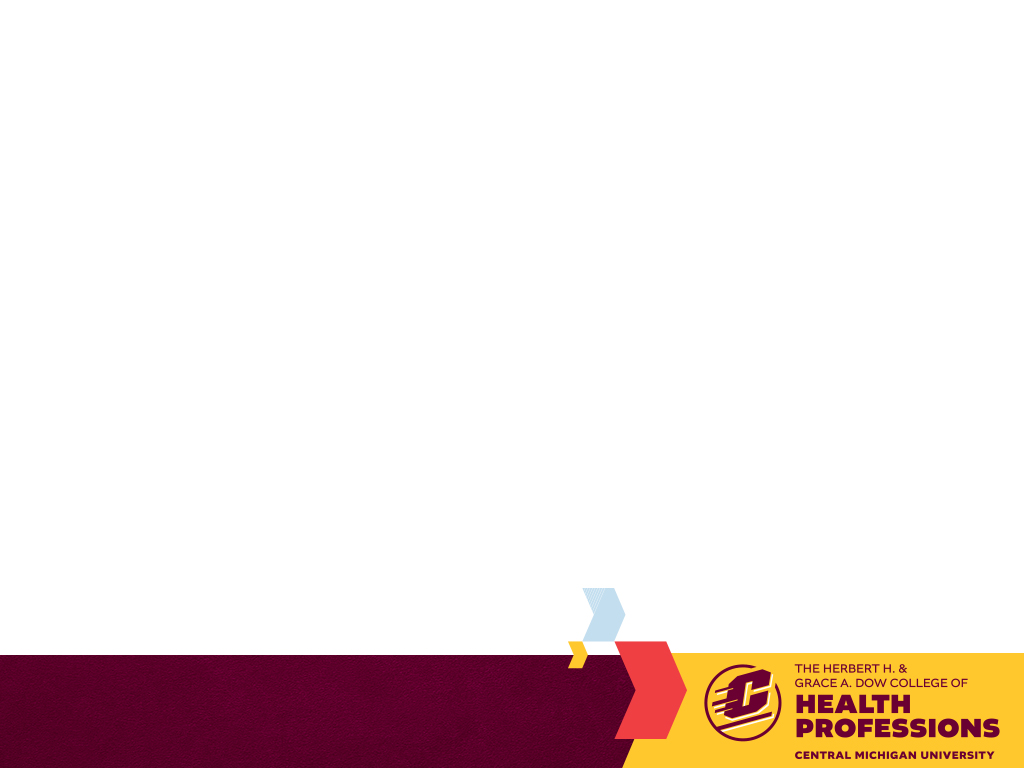 THE HERBERT H. &
GRACE A. DOW COLLEGE OF
HEALTH
PROFESSIONS
CENTRAL MICHIGAN UNIVERSITY